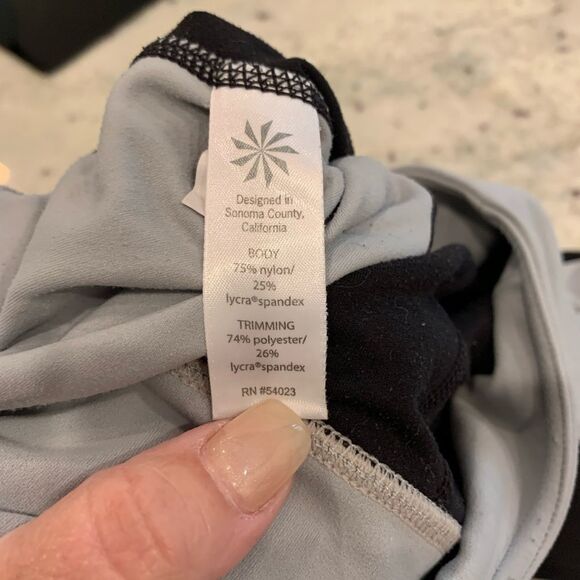 Designed in
Sonoma County,
California
BODY
75% nylon/
25%
lycra®spandex
TRIMMING
74% polyester/
26%
lycra®spandex
RN #54023